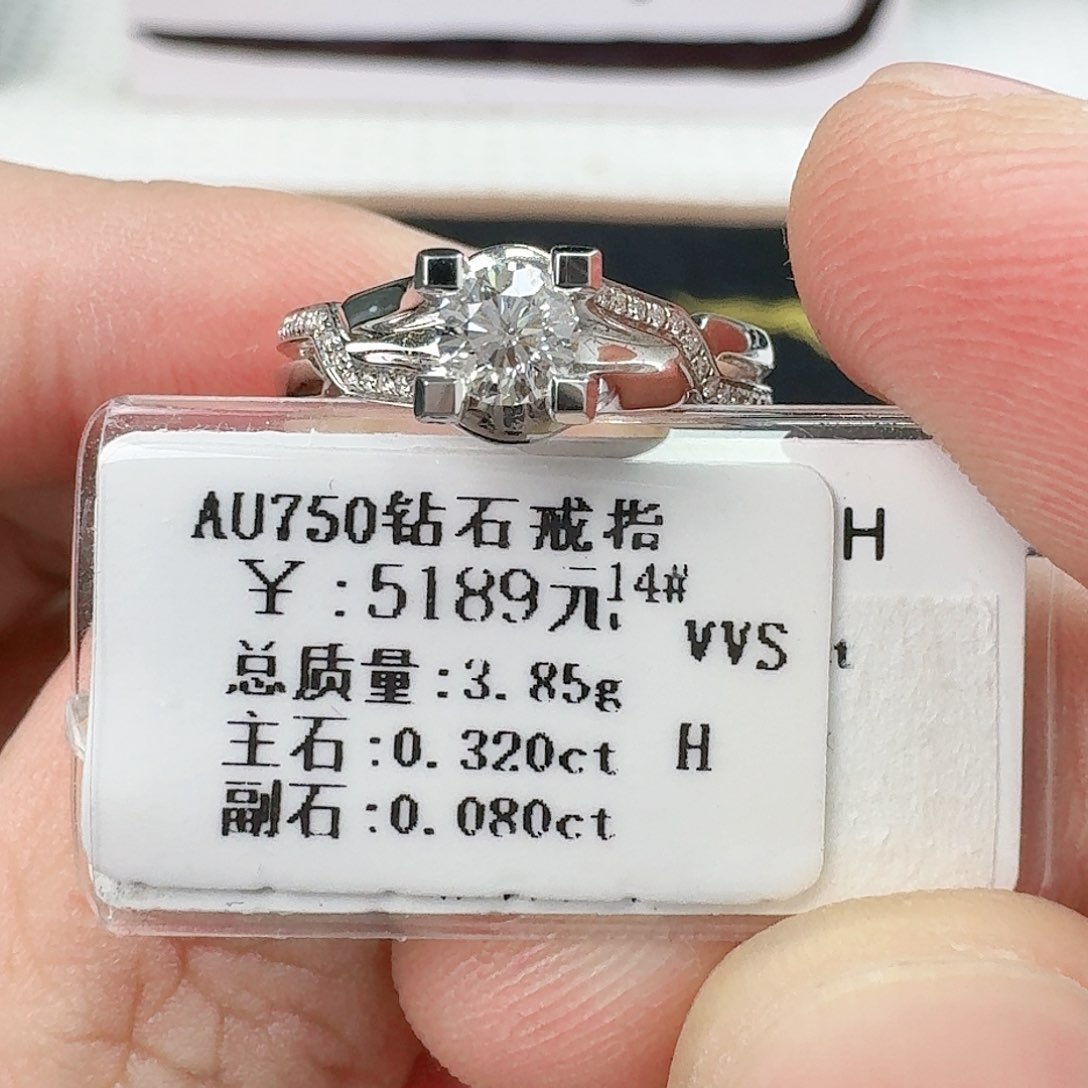 AU750钻石戒指
¥:5189元 14#
VVS
总质量:3.85g
主石:0.320ct H
副石:0.080ct
H
t